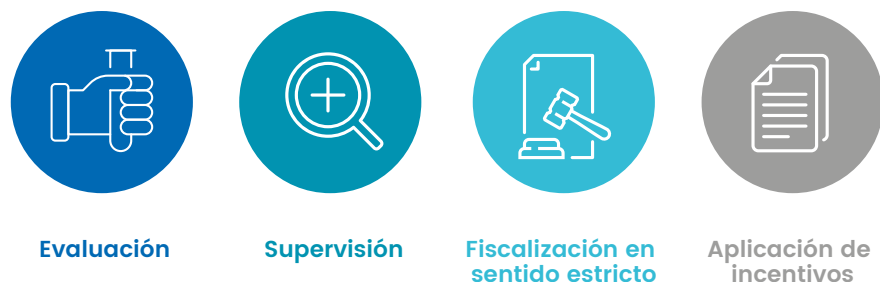 Evaluación
Supervisión
Fiscalización en
sentido estricto
Aplicación de
incentivos